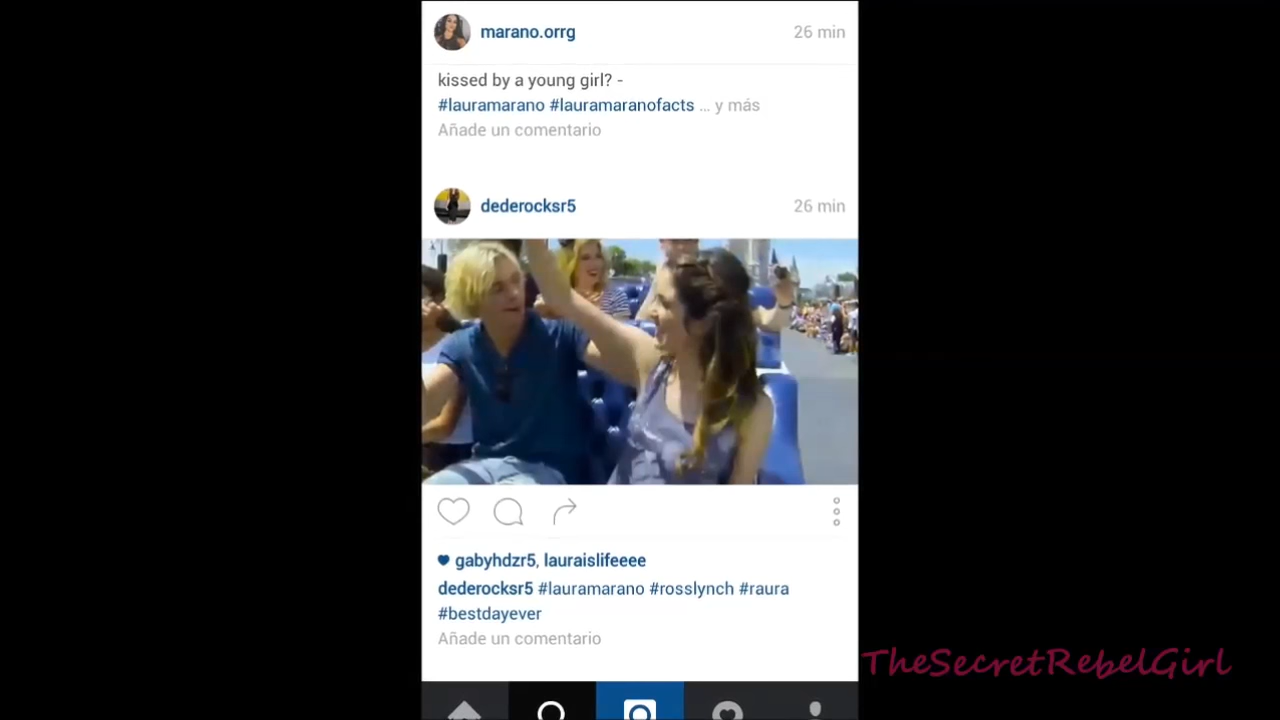 marano.orrg 26 min
kissed by a young girl? -
#lauramarano #lauramaranofacts ... y más
Añade un comentario
dederocksr5 26 min
gabyhdzr5, lauraislifeeee
dederocksr5 #lauramarano #rosslynch #raura
#bestdayever
Añade un comentario
TheSecretRebelGirl